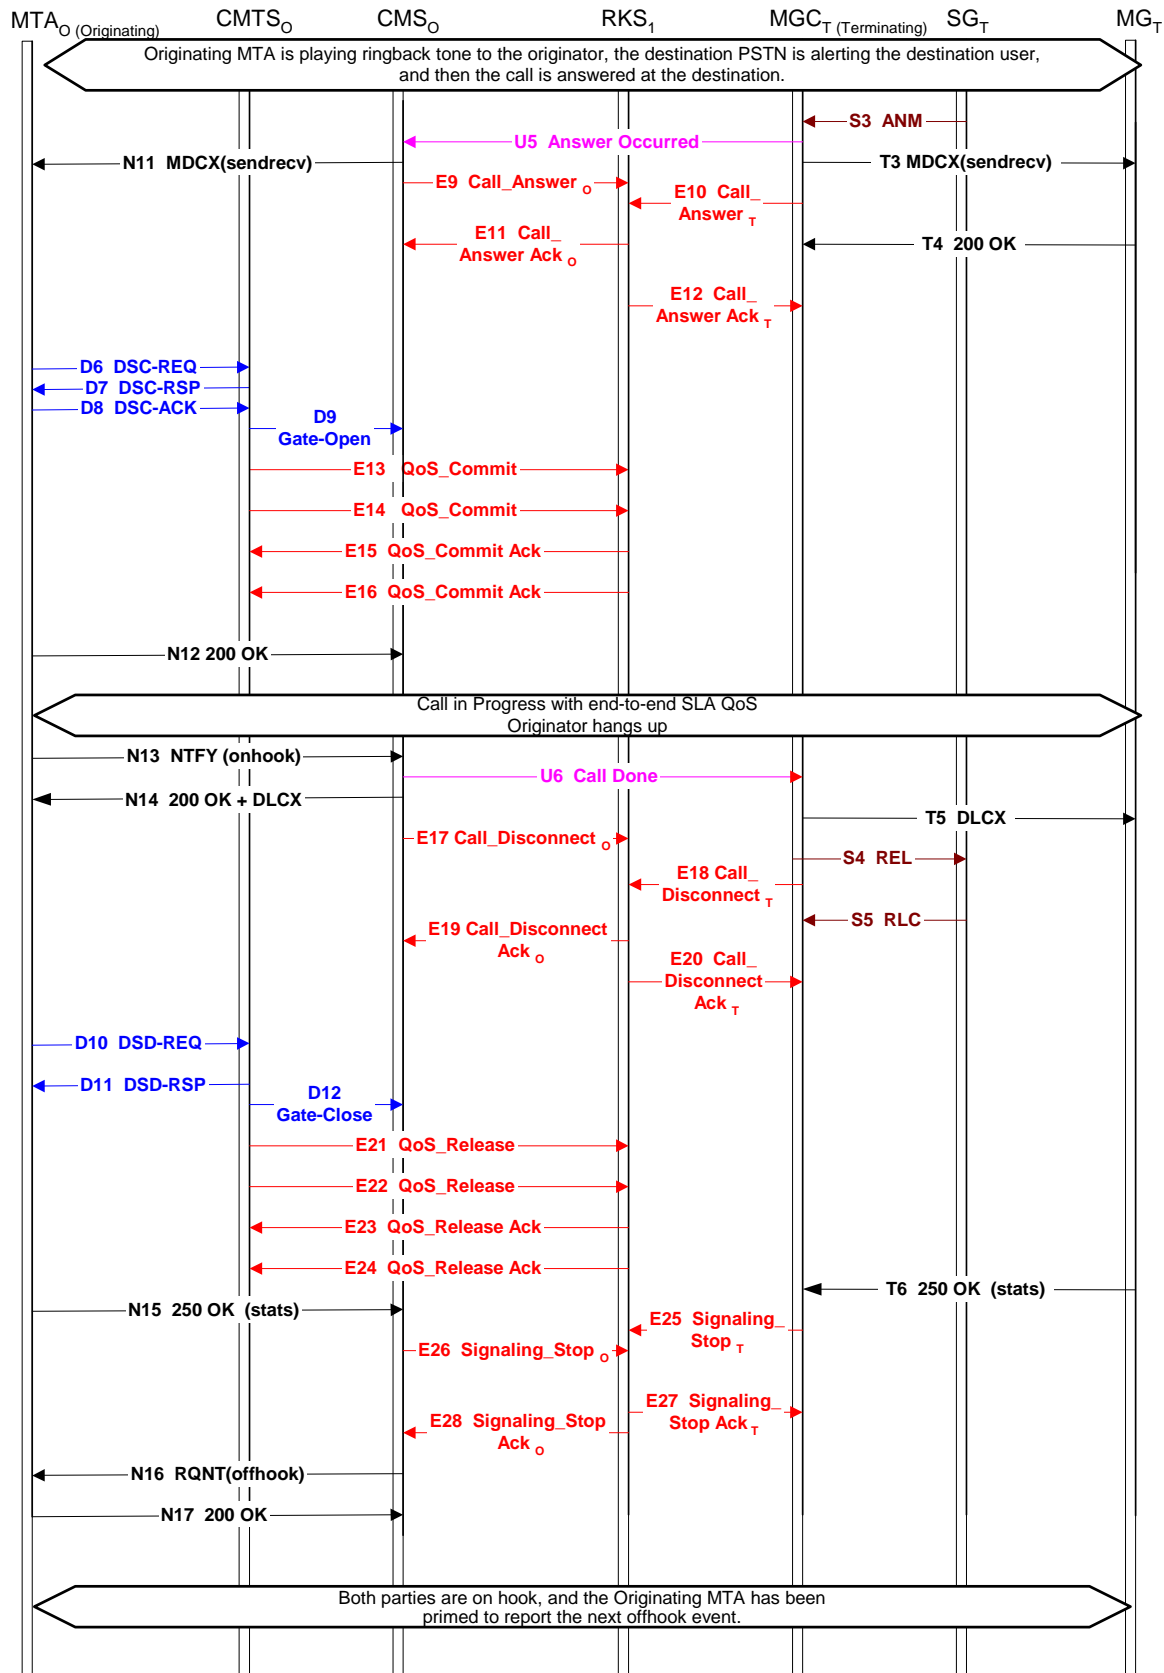 MTA O (Originating) CMTS O CMS O RKS 1 MGC T (Terminating) SG T MG T
Originating MTA is playing ringback tone to the originator, the destination PSTN is alerting the destination user,
and then the call is answered at the destination.
S3 ANM
U5 Answer Occurred
N11 MDCX(sendrecv)
T3 MDCX(sendrecv)
E9 Call_Answer O
E10 Call_
Answer T
E11 Call_
Answer Ack O
T4 200 OK
E12 Call_
Answer Ack T
D6 DSC-REQ
D7 DSC-RSP
D8 DSC-ACK
D9
Gate-Open
E13 QoS_Commit
E14 QoS_Commit
E15 QoS_Commit Ack
E16 QoS_Commit Ack
N12 200 OK
Call in Progress with end-to-end SLA QoS
Originator hangs up
N13 NTFY (onhook)
U6 Call Done
N14 200 OK + DLCX
T5 DLCX
E17 Call_Disconnect O
S4 REL
E18 Call_
Disconnect T
S5 RLC
E19 Call_Disconnect
Ack O
E20 Call_
Disconnect
Ack T
D10 DSD-REQ
D11 DSD-RSP
D12
Gate-Close
E21 QoS_Release
E22 QoS_Release
E23 QoS_Release Ack
E24 QoS_Release Ack
T6 250 OK (stats)
N15 250 OK (stats)
E25 Signaling_
Stop T
E26 Signaling_Stop O
E27 Signaling_
Stop Ack T
E28 Signaling_Stop
Ack O
N16 RQNT(offhook)
N17 200 OK
Both parties are on hook, and the Originating MTA has been
primed to report the next offhook event.